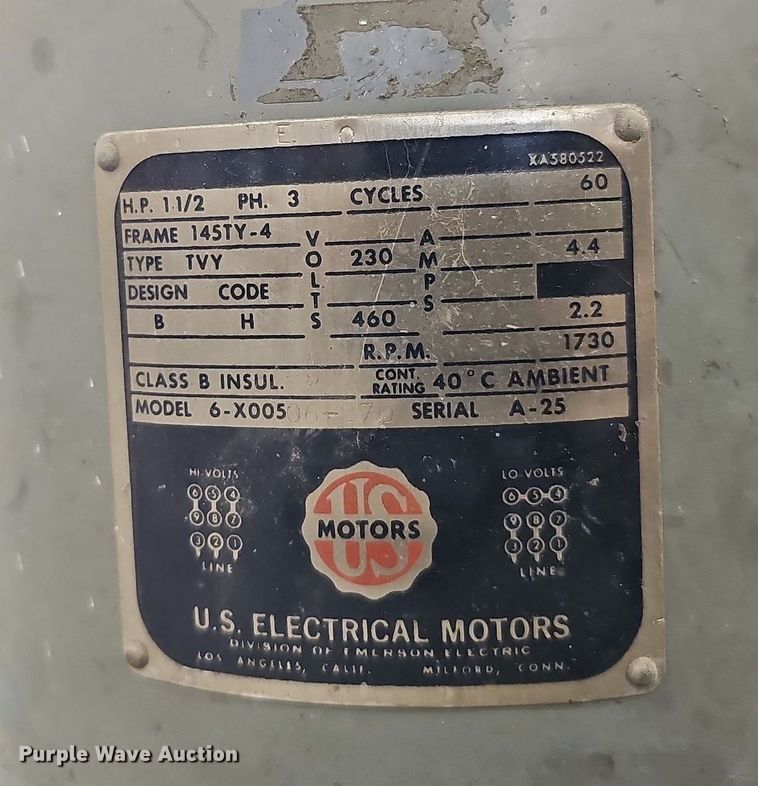 E.
XA580522
H.P. 1 1/2 PH. 3 CYCLES 60
FRAME 145TY-4
TYPE TVY VOLTS 230 AMPS 4.4
DESIGN CODE
B H 460 2.2
R.P.M. 1730
CLASS B INSUL. CONT. RATING 40°C AMBIENT
MODEL 6-X005 SERIAL A-25
HI-VOLTS LO-VOLTS
6 5 4 6 5 4
9 8 7 9 8 7
3 2 1 3 2 1
LINE LINE
US
MOTORS
U.S. ELECTRICAL MOTORS
DIVISION OF EMERSON ELECTRIC
LOS ANGELES, CALIF. MILFORD, CONN.
Purple Wave Auction